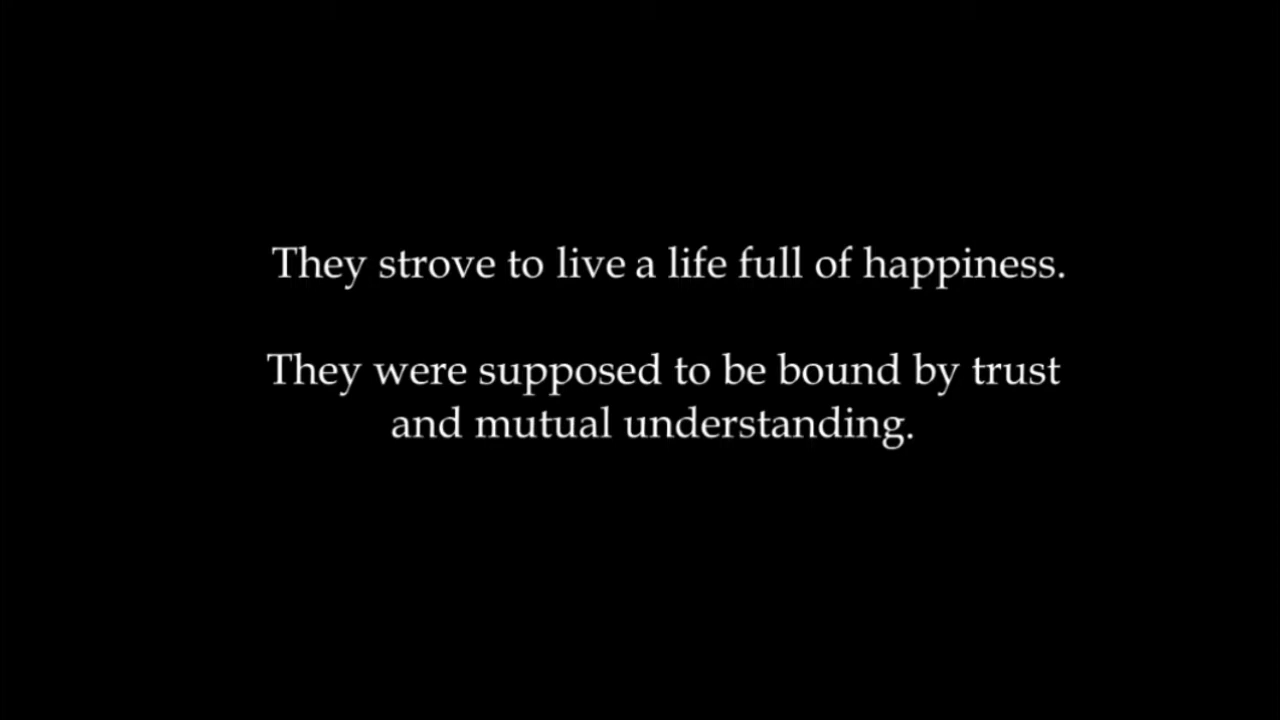 They strove to live a life full of happiness.
They were supposed to be bound by trust
and mutual understanding.